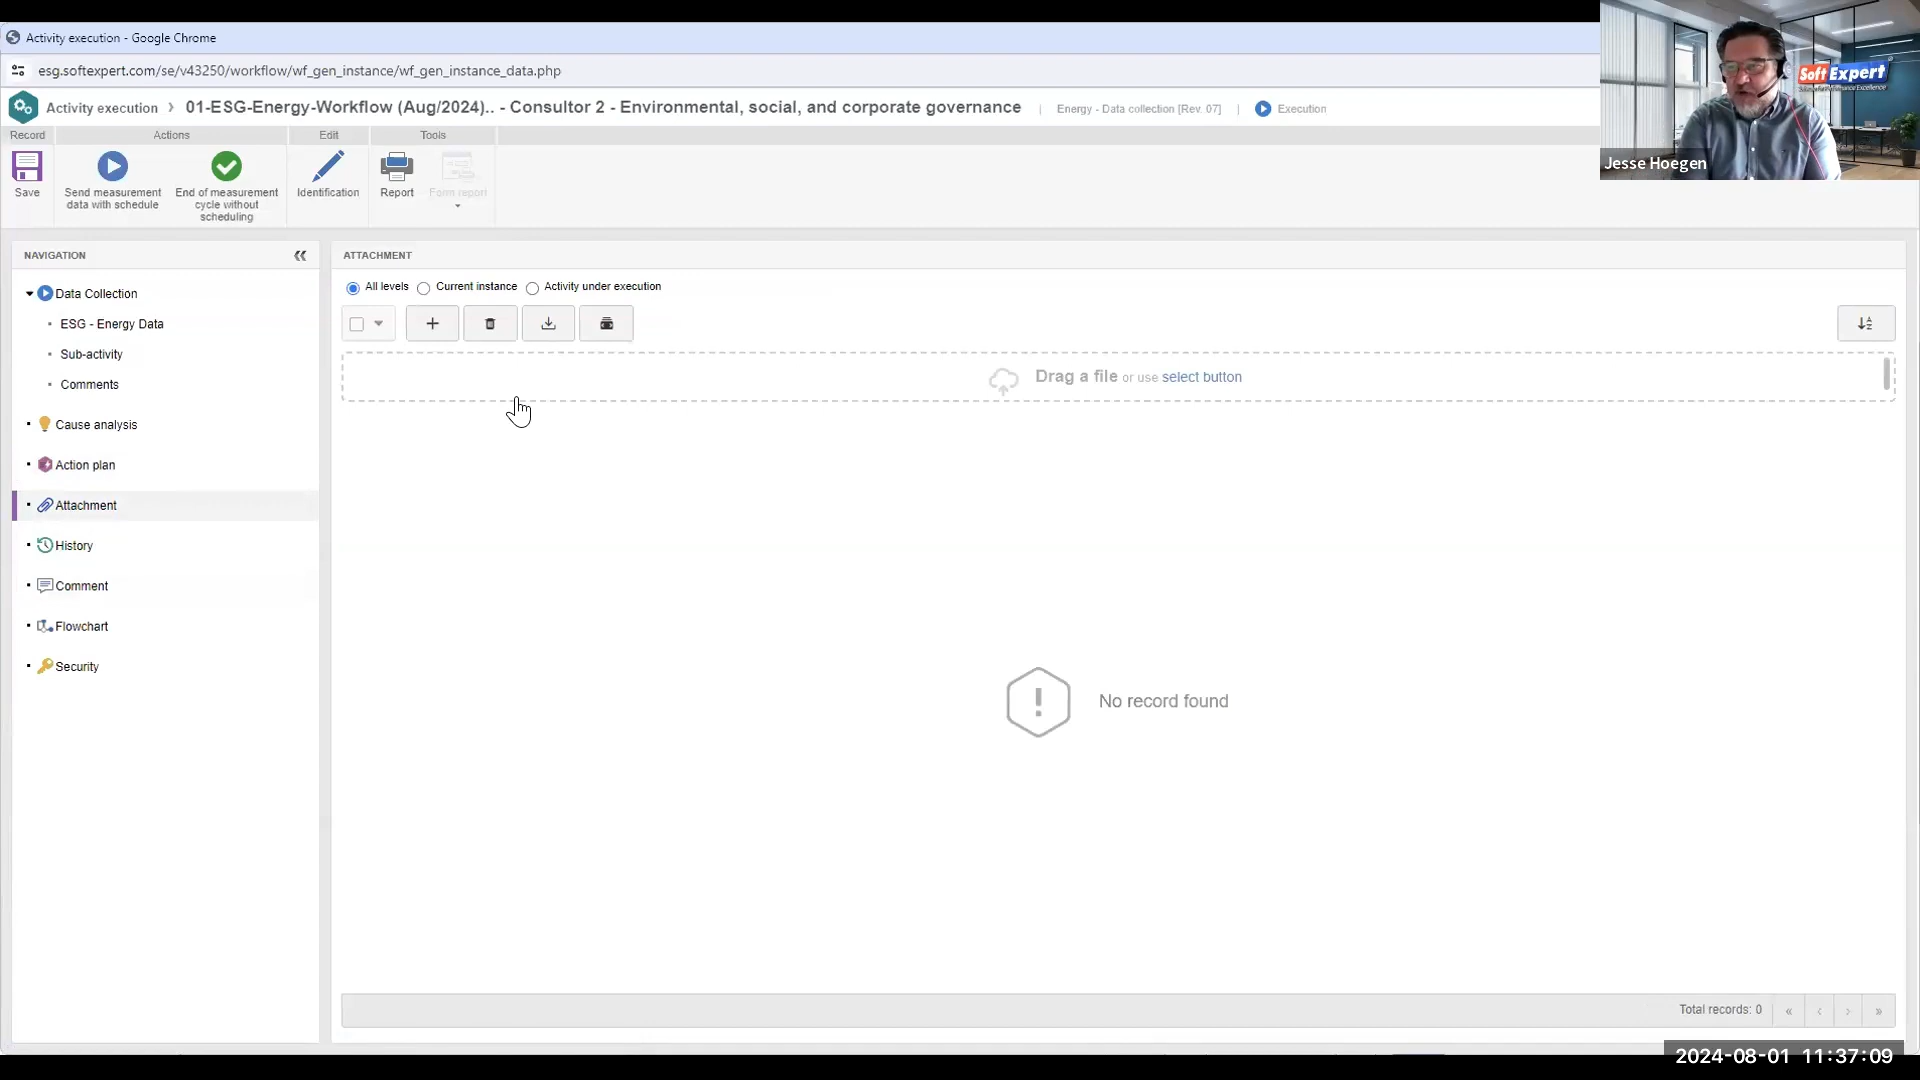 Activity execution - Google Chrome
esg.softexpert.com/se/v43250/workflow/wf_gen_instance/wf_gen_instance_data.php
Activity execution › 01-ESG-Energy-Workflow (Aug/2024).. - Consultor 2 - Environmental, social, and corporate governance | Energy - Data collection [Rev. 07] | Execution
SoftExpert
Jesse Hoegen
Record Actions Edit Tools
Save
Send measurement data with schedule
End of measurement cycle without scheduling
Identification
Report
Form report
NAVIGATION
Data Collection
ESG - Energy Data
Sub-activity
Comments
Cause analysis
Action plan
Attachment
History
Comment
Flowchart
Security
ATTACHMENT
All levels Current instance Activity under execution
Drag a file or use select button
No record found
Total records: 0 « ‹ › »
2024-08-01 11:37:09